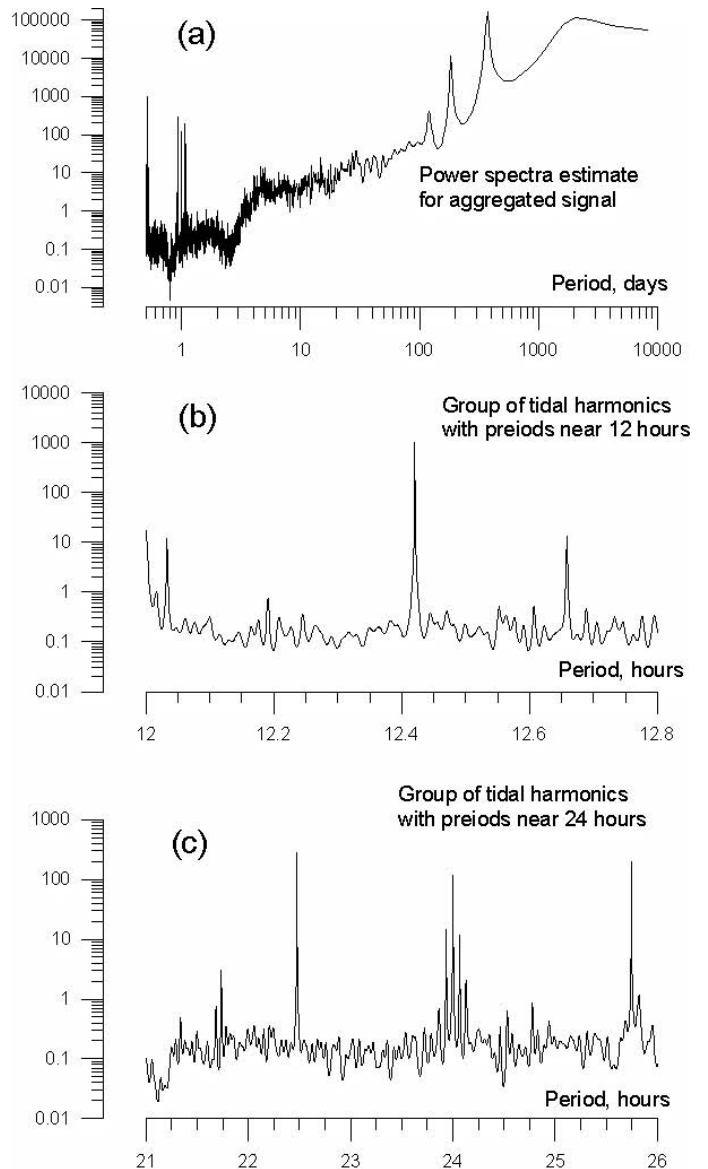 100000
(a)
10000
1000
100
10
Power spectra estimate
for aggregated signal
1
0.1
0.01
Period, days
1 10 100 1000 10000
10000
(b)
Group of tidal harmonics
with preiods near 12 hours
1000
100
10
1
0.1
Period, hours
0.01
12 12.2 12.4 12.6 12.8
Group of tidal harmonics
with preiods near 24 hours
1000
(c)
100
10
1
0.1
Period, hours
0.01
21 22 23 24 25 26